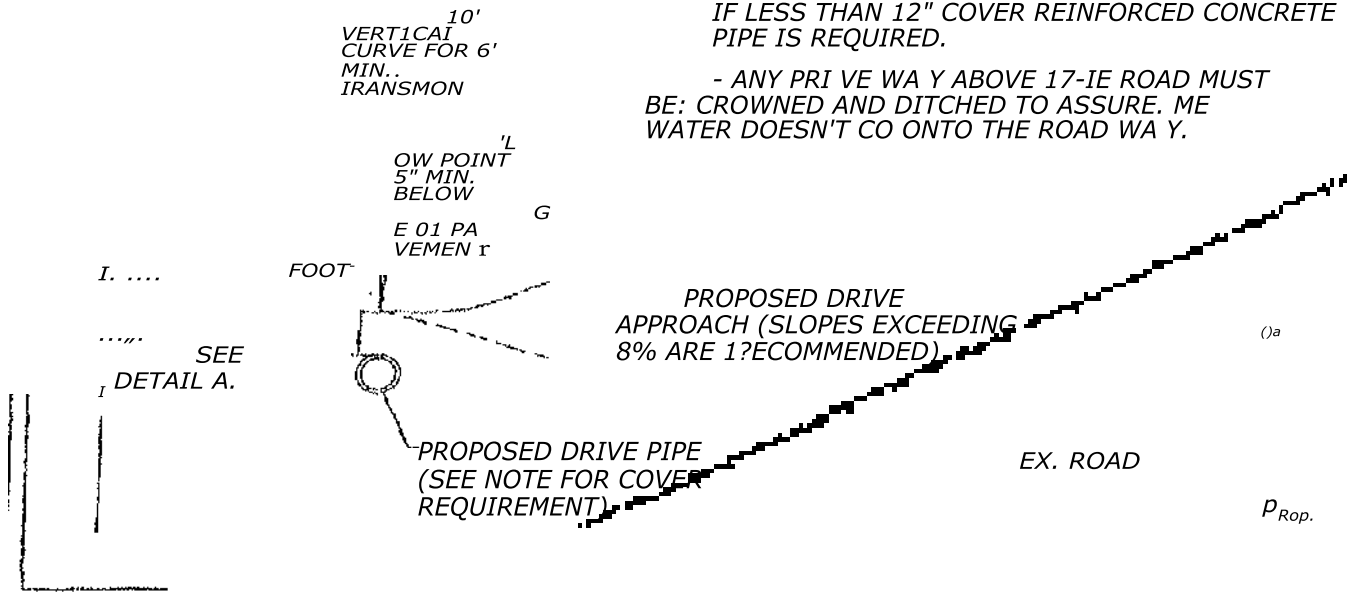 10'
VERT1CAI
CURVE FOR 6'
MIN..
IRANSMON
IF LESS THAN 12" COVER REINFORCED CONCRETE
PIPE IS REQUIRED.
- ANY PRI VE WA Y ABOVE 17-IE ROAD MUST
BE: CROWNED AND DITCHED TO ASSURE. ME
WATER DOESN'T CO ONTO THE ROAD WA Y.
'L
OW POINT
5" MIN.
BELOW
G
E 01 PA
VEMEN r
FOOT-
I. ....
...„.
SEE
I DETAIL A.
PROPOSED DRIVE
APPROACH (SLOPES EXCEEDING
8% ARE 1?ECOMMENDED)
()a
PROPOSED DRIVE PIPE
(SEE NOTE FOR COVER
REQUIREMENT)
EX. ROAD
pRop.